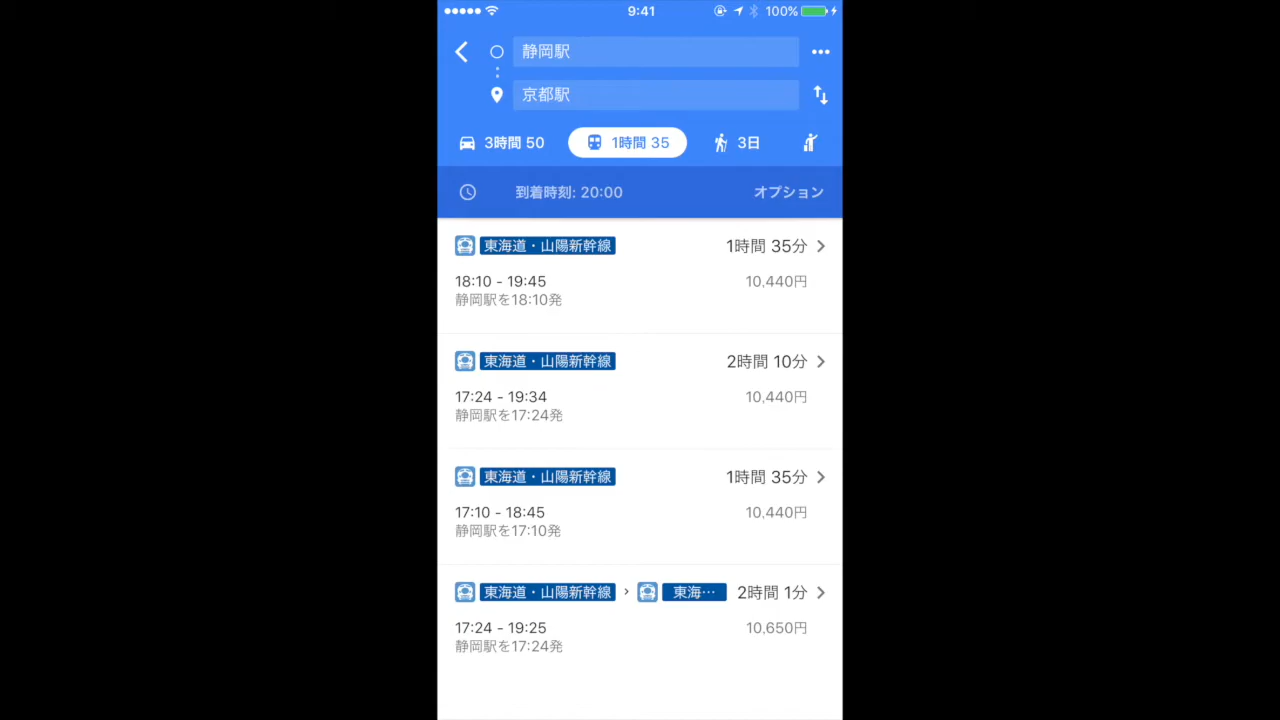 9:41 100%
静岡駅
京都駅
3時間 50 1時間 35 3日
到着時刻: 20:00 オプション
東海道・山陽新幹線 1時間 35分
18:10 - 19:45 10,440円
静岡駅を18:10発
東海道・山陽新幹線 2時間 10分
17:24 - 19:34 10,440円
静岡駅を17:24発
東海道・山陽新幹線 1時間 35分
17:10 - 18:45 10,440円
静岡駅を17:10発
東海道・山陽新幹線 › 東海… 2時間 1分
17:24 - 19:25 10,650円
静岡駅を17:24発